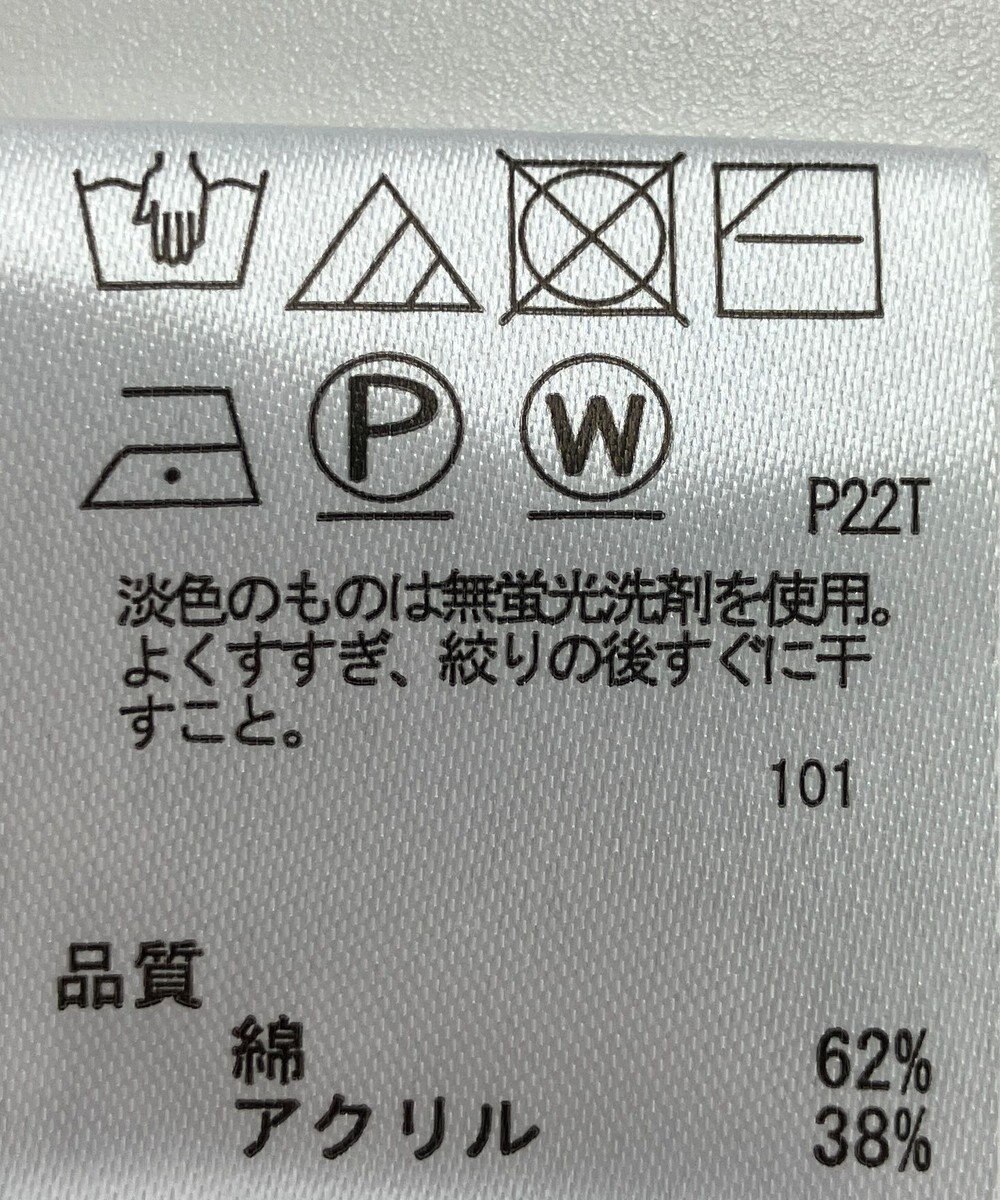 P
W
P22T
淡色のものは無蛍光洗剤を使用。
よくすすぎ、絞りの後すぐに干
すこと。
101
品質
綿 62%
アクリル 38%